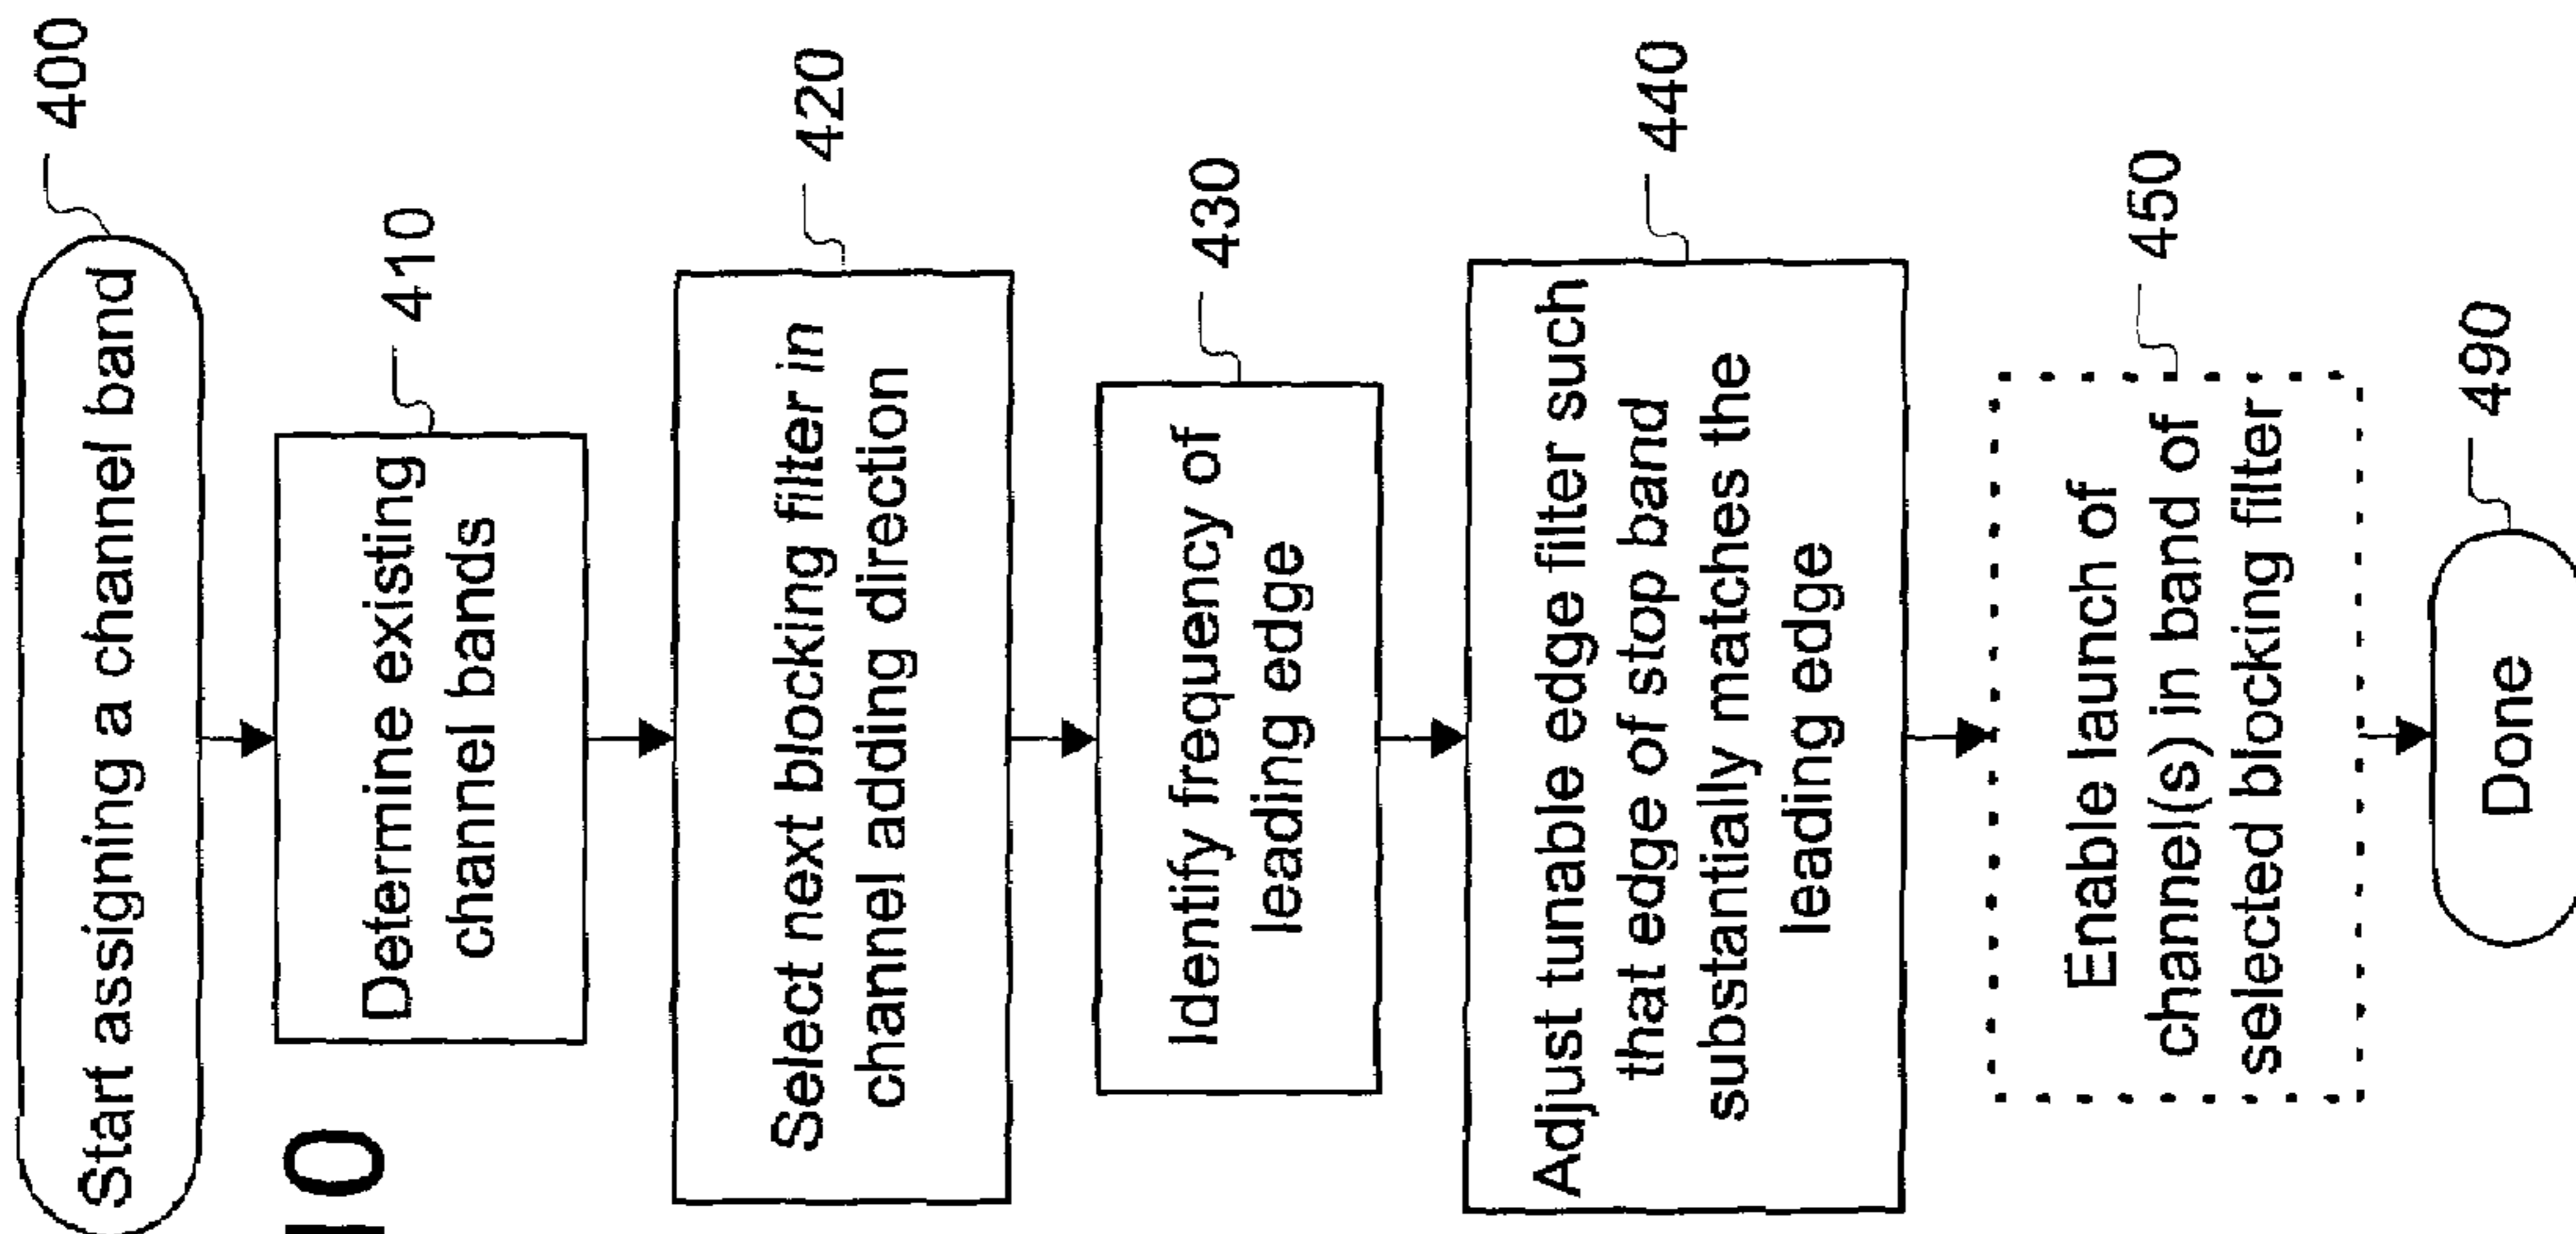 Start assigning a channel band
400
Determine existing
channel bands
410
Select next blocking filter in
channel adding direction
420
Identify frequency of
leading edge
430
Adjust tunable edge filter such
that edge of stop band
substantially matches the
leading edge
440
Enable launch of
channel(s) in band of
selected blocking filter
450
Done
490